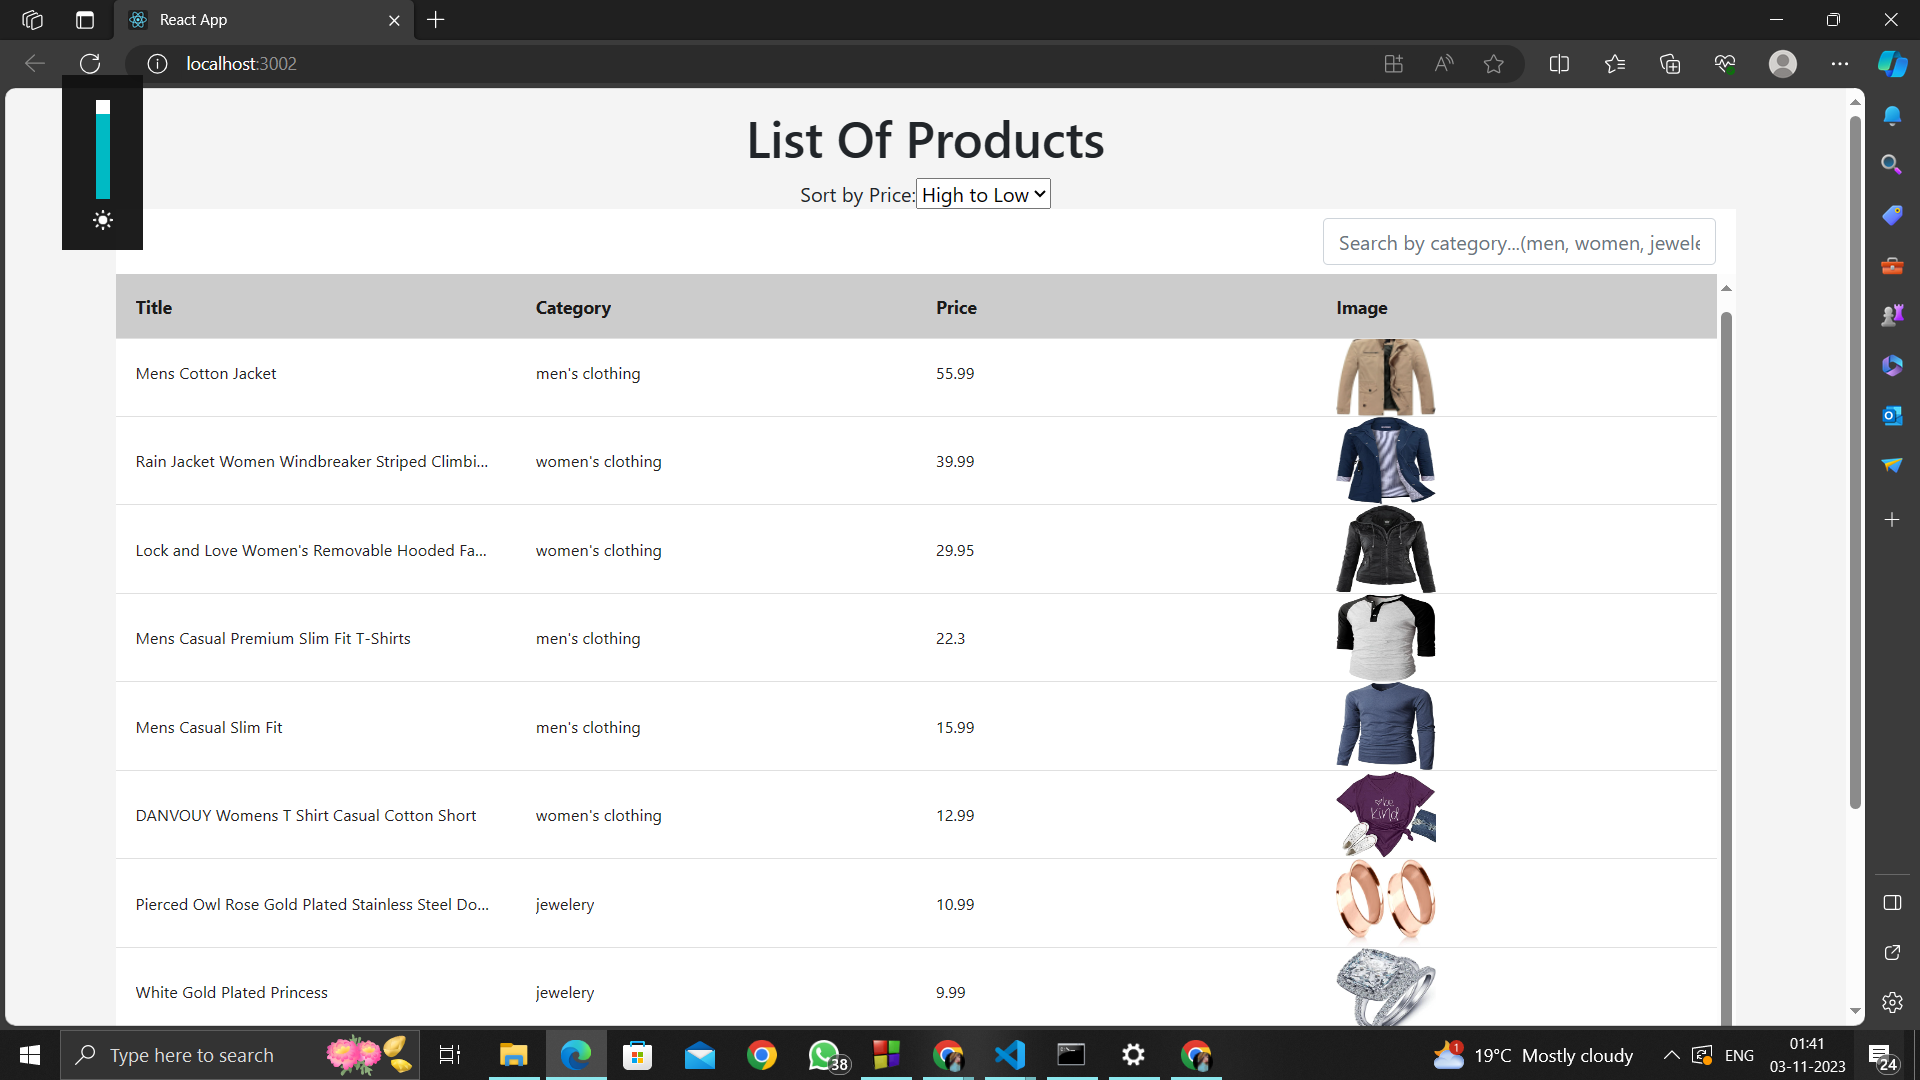 React App
localhost:3002
List Of Products
Sort by Price: High to Low
Search by category...(men, women, jewele
Title Category Price Image
Mens Cotton Jacket men's clothing 55.99
Rain Jacket Women Windbreaker Striped Climbi... women's clothing 39.99
Lock and Love Women's Removable Hooded Fa... women's clothing 29.95
Mens Casual Premium Slim Fit T-Shirts men's clothing 22.3
Mens Casual Slim Fit men's clothing 15.99
DANVOUY Womens T Shirt Casual Cotton Short women's clothing 12.99
be
kind
Pierced Owl Rose Gold Plated Stainless Steel Do... jewelery 10.99
White Gold Plated Princess jewelery 9.99
Type here to search
38
1
19°C Mostly cloudy
ENG
01:41
03-11-2023
24